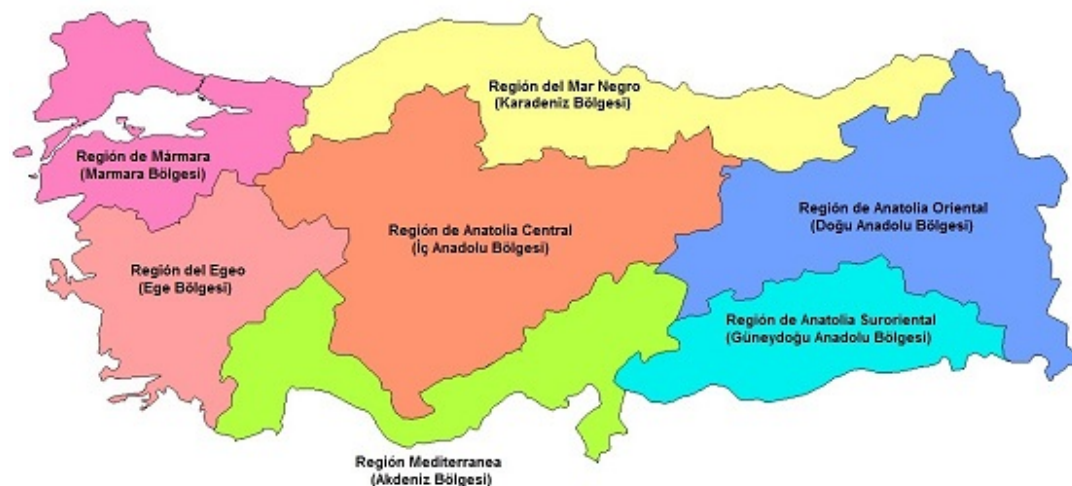 Región del Mar Negro
(Karadeniz Bölgesi)
Región de Mármara
(Marmara Bölgesi)
Región de Anatolia Oriental
(Doğu Anadolu Bölgesi)
Región de Anatolia Central
(İç Anadolu Bölgesi)
Región del Egeo
(Ege Bölgesi)
Región de Anatolia Suroriental
(Güneydoğu Anadolu Bölgesi)
Región Mediterranea
(Akdeniz Bölgesi)